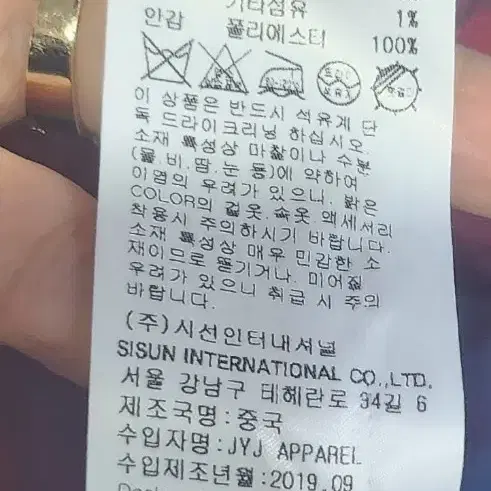 기타섬유 1%
안감 폴리에스터 100%
이 상품은 반드시 석유계 단
독 드라이크리닝 하십시오.
소재 특성상 마찰이나 수분
(물.비.땀.눈 등)에 약하여
이염의 우려가 있으니. 밝은
COLOR의 겉옷.속옷.액세서리
착용시 주의하시기 바랍니다.
소재 특성상 매우 민감한 소
재이므로 뜯기거나. 미어질
우려가 있으니 취급 시 주의
바랍니다.
(주)시선인터내셔널
SISUN INTERNATIONAL CO.,LTD.
서울 강남구 테헤란로 34길 6
제조국명:중국
수입자명:JYJ APPAREL
수입제조년월:2019.09